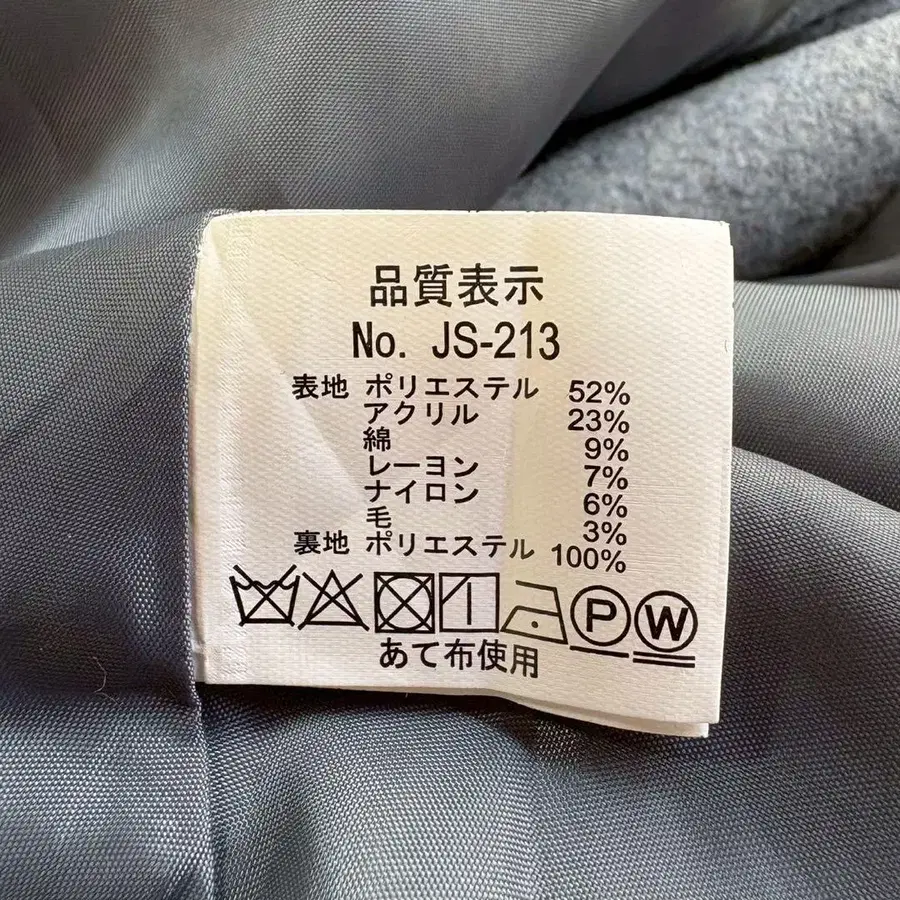 品質表示
No. JS-213
表地 ポリエステル 52%
アクリル 23%
綿 9%
レーヨン 7%
ナイロン 6%
毛 3%
裏地 ポリエステル 100%
P W
あて布使用